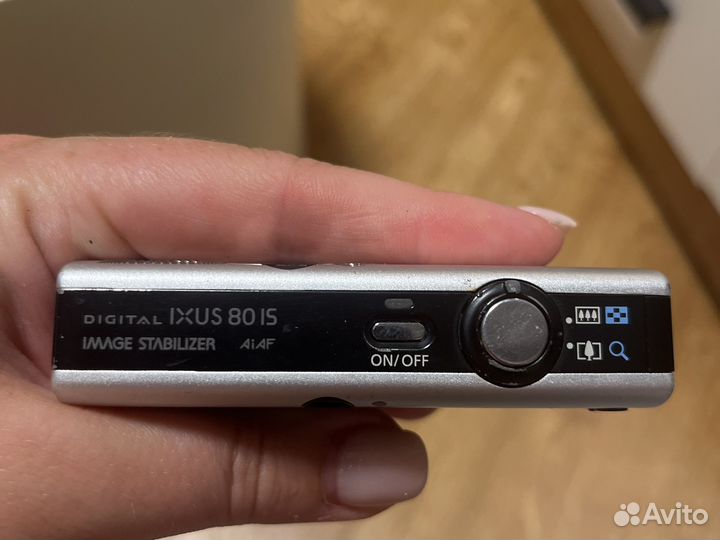 DIGITAL IXUS 80 IS
IMAGE STABILIZER AiAF
ON/OFF
Avito